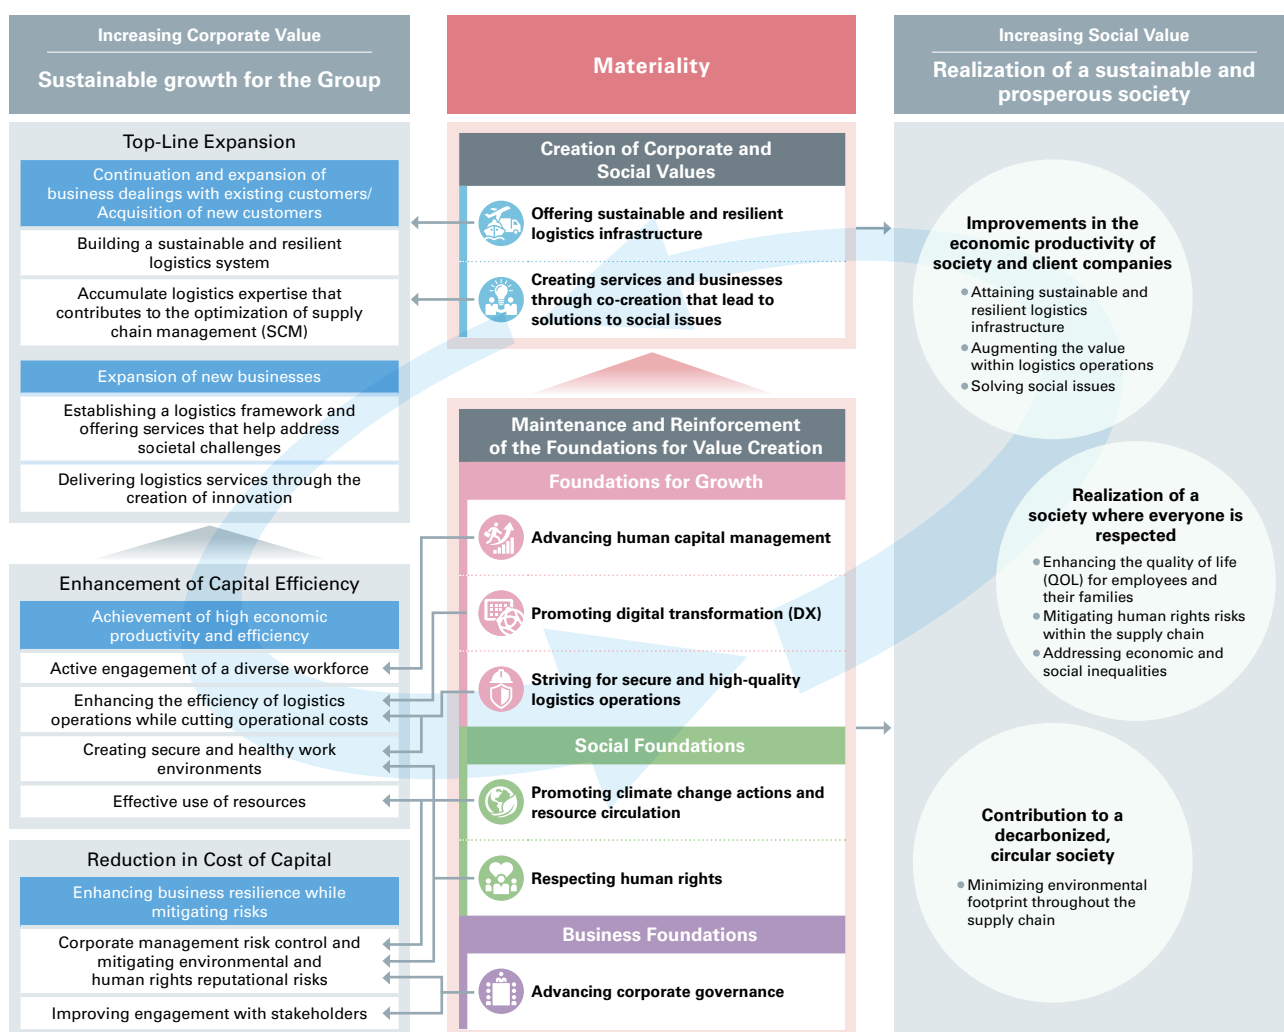 Increasing Corporate Value
Sustainable growth for the Group
Top-Line Expansion
Continuation and expansion of
business dealings with existing customers/
Acquisition of new customers
Building a sustainable and resilient
logistics system
Accumulate logistics expertise that
contributes to the optimization of supply
chain management (SCM)
Expansion of new businesses
Establishing a logistics framework and
offering services that help address
societal challenges
Delivering logistics services through the
creation of innovation
Enhancement of Capital Efficiency
Achievement of high economic
productivity and efficiency
Active engagement of a diverse workforce
Enhancing the efficiency of logistics
operations while cutting operational costs
Creating secure and healthy work
environments
Effective use of resources
Reduction in Cost of Capital
Enhancing business resilience while
mitigating risks
Corporate management risk control and
mitigating environmental and
human rights reputational risks
Improving engagement with stakeholders
Materiality
Creation of Corporate and
Social Values
Offering sustainable and resilient
logistics infrastructure
Creating services and businesses
through co-creation that lead to
solutions to social issues
Maintenance and Reinforcement
of the Foundations for Value Creation
Foundations for Growth
Advancing human capital management
Promoting digital transformation (DX)
Striving for secure and high-quality
logistics operations
Social Foundations
Promoting climate change actions and
resource circulation
Respecting human rights
Business Foundations
Advancing corporate governance
Increasing Social Value
Realization of a sustainable and
prosperous society
Improvements in the
economic productivity of
society and client companies
• Attaining sustainable and
resilient logistics
infrastructure
• Augmenting the value
within logistics operations
• Solving social issues
Realization of a
society where everyone is
respected
• Enhancing the quality of life
(QOL) for employees and
their families
• Mitigating human rights risks
within the supply chain
• Addressing economic and
social inequalities
Contribution to a
decarbonized,
circular society
• Minimizing environmental
footprint throughout the
supply chain